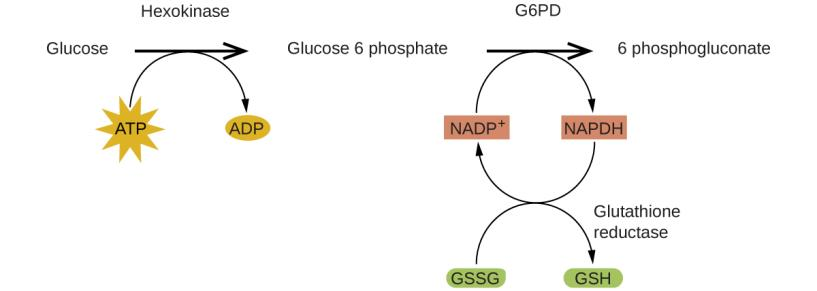 Hexokinase
G6PD
Glucose
Glucose 6 phosphate
6 phosphogluconate
ATP
ADP
NADP+
NAPDH
Glutathione
reductase
GSSG
GSH